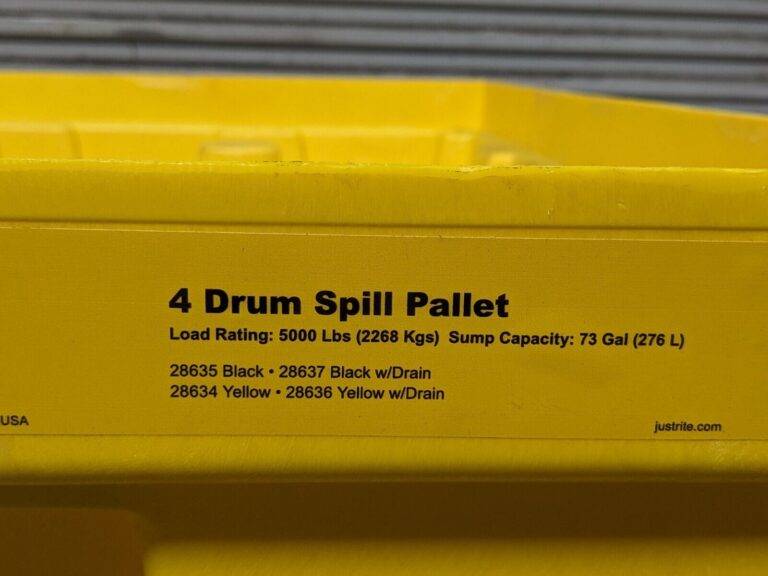 4 Drum Spill Pallet
Load Rating: 5000 Lbs (2268 Kgs) Sump Capacity: 73 Gal (276 L)
28635 Black • 28637 Black w/Drain
28634 Yellow • 28636 Yellow w/Drain
USA
justrite.com